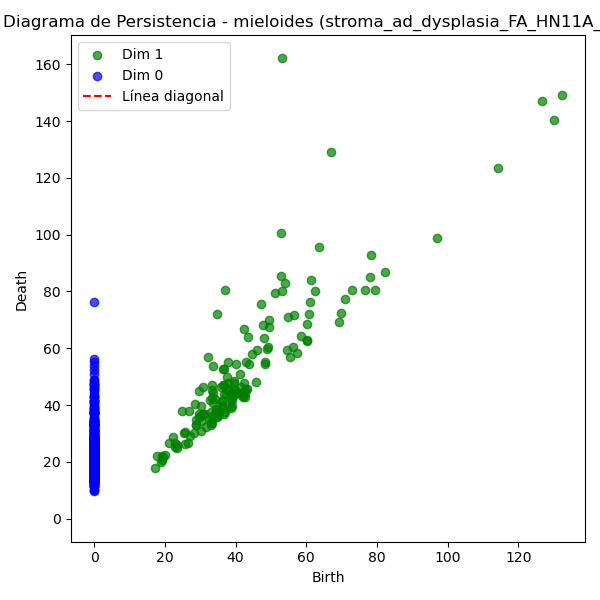 Diagrama de Persistencia - mieloides (stroma_ad_dysplasia_FA_HN11A_
Dim 1
Dim 0
Línea diagonal
160
140
120
100
80
60
40
20
0
Death
0 20 40 60 80 100 120
Birth